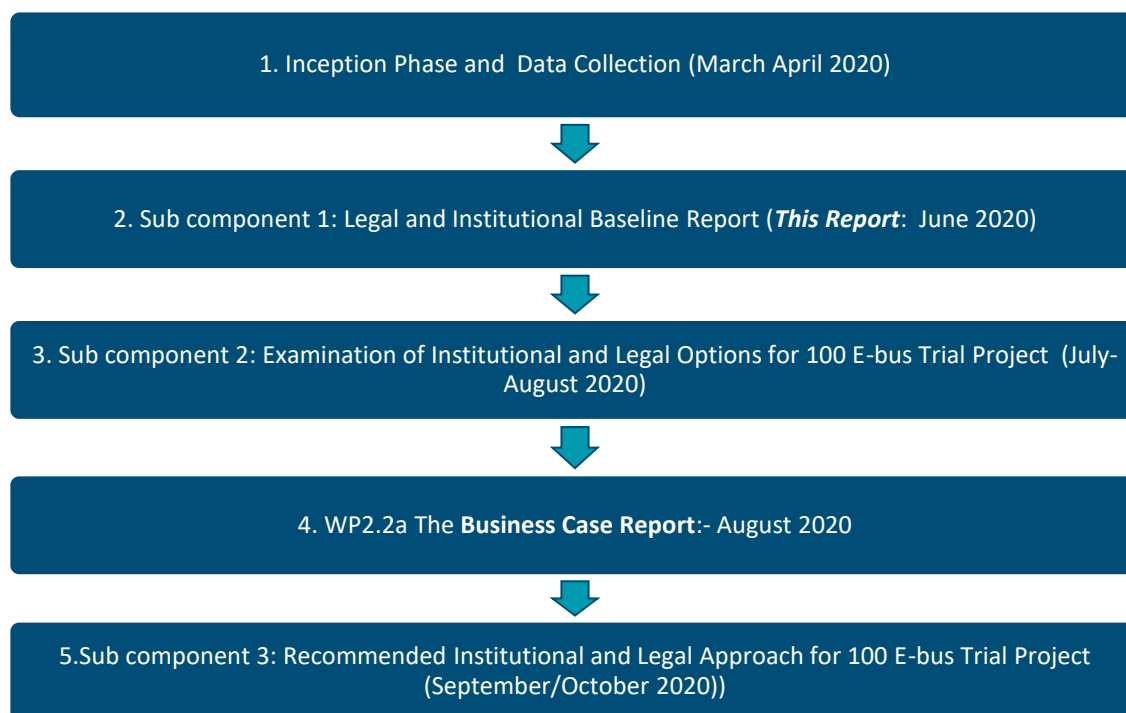 1. Inception Phase and  Data Collection (March April 2020)
2. Sub component 1: Legal and Institutional Baseline Report (This Report:  June 2020)
3. Sub component 2: Examination of Institutional and Legal Options for 100 E-bus Trial Project  (July-
August 2020)
4. WP2.2a The Business Case Report:- August 2020
5.Sub component 3: Recommended Institutional and Legal Approach for 100 E-bus Trial Project
(September/October 2020))